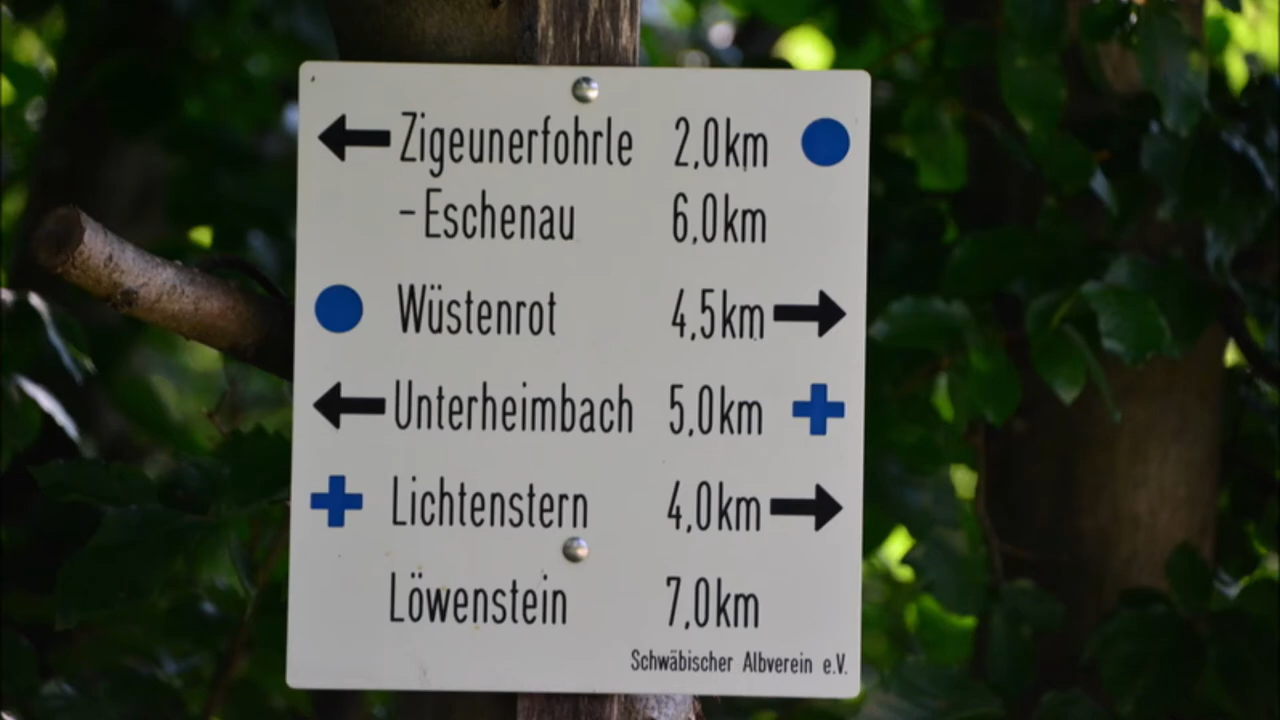 Zigeunerfohrle 2,0km
-Eschenau 6,0km
Wüstenrot 4,5km
Unterheimbach 5,0km
Lichtenstern 4,0km
Löwenstein 7,0km
Schwäbischer Albverein e.V.